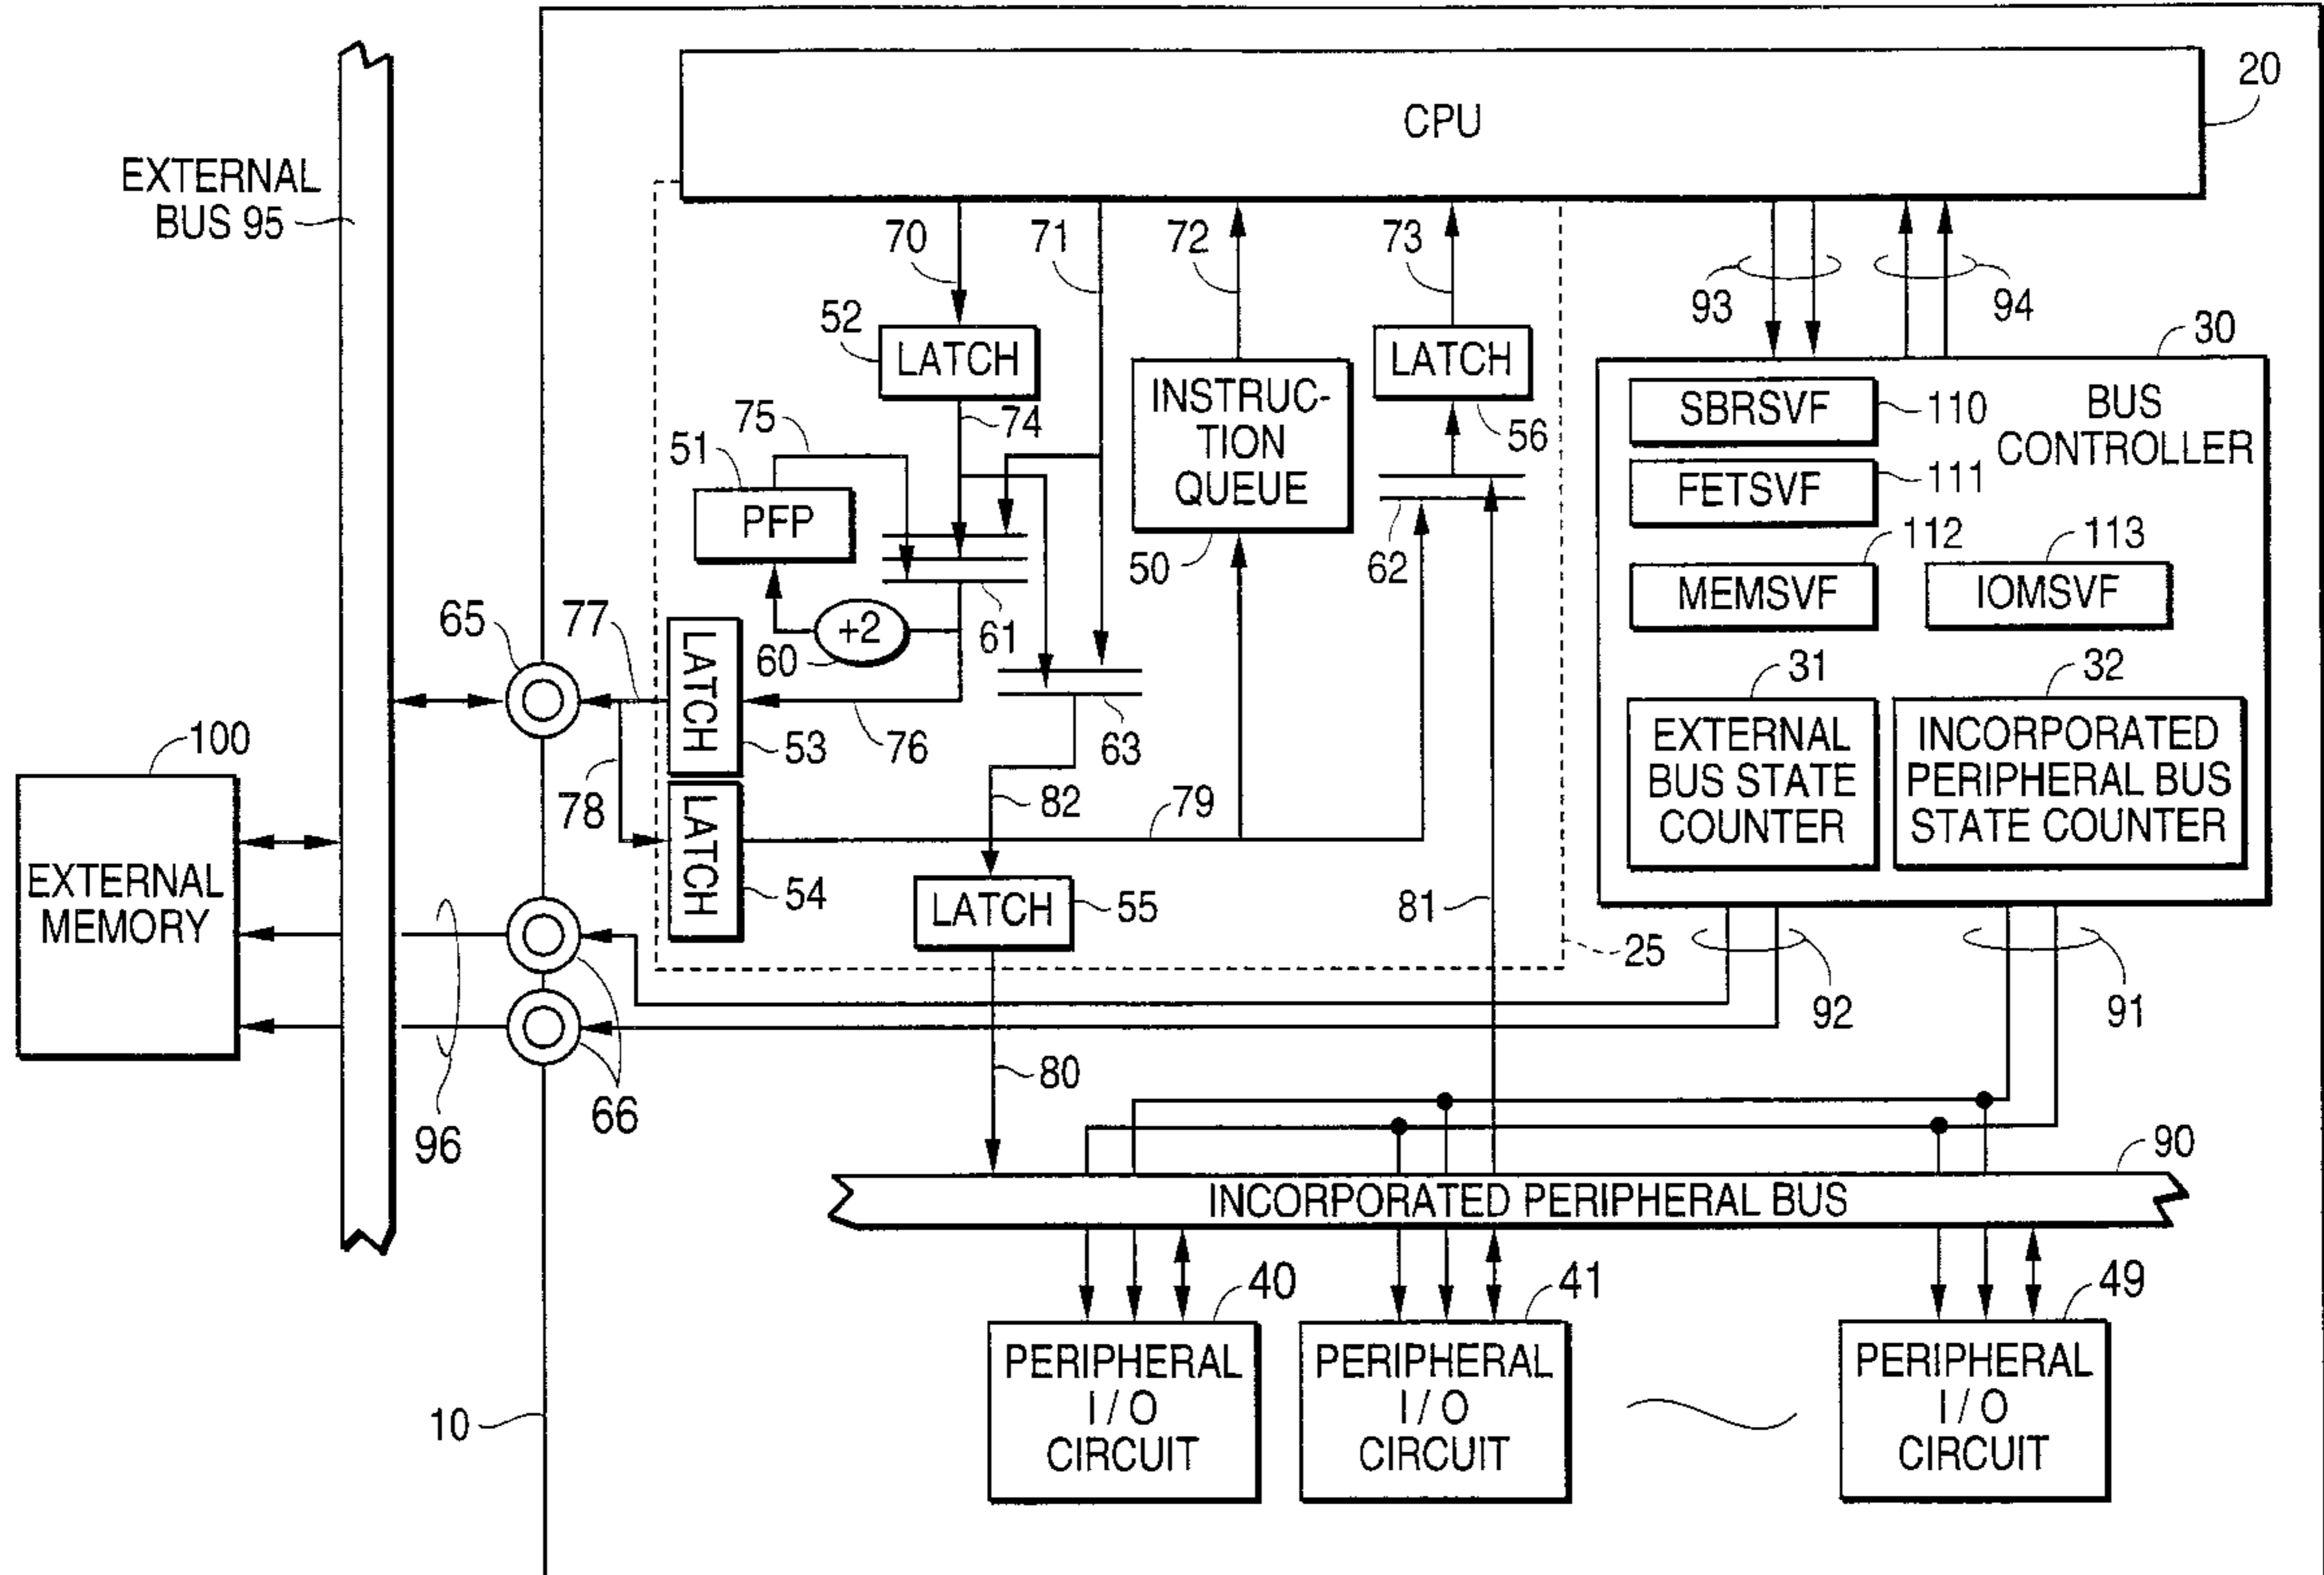 20
CPU
EXTERNAL
BUS 95
70
71
72
73
93
94
30
52
LATCH
LATCH
56
INSTRUC-
TION
QUEUE
50
SBRSVF
110
BUS
CONTROLLER
FETSVF
111
112
113
MEMSVF
IOMSVF
75
74
51
PFP
61
62
+2
60
65
77
LATCH
53
76
63
31
32
EXTERNAL
BUS STATE
COUNTER
INCORPORATED
PERIPHERAL BUS
STATE COUNTER
100
EXTERNAL
MEMORY
78
LATCH
54
82
79
LATCH
55
81
25
92
91
80
66
96
90
INCORPORATED PERIPHERAL BUS
40
41
49
PERIPHERAL
I/O
CIRCUIT
PERIPHERAL
I/O
CIRCUIT
PERIPHERAL
I/O
CIRCUIT
10